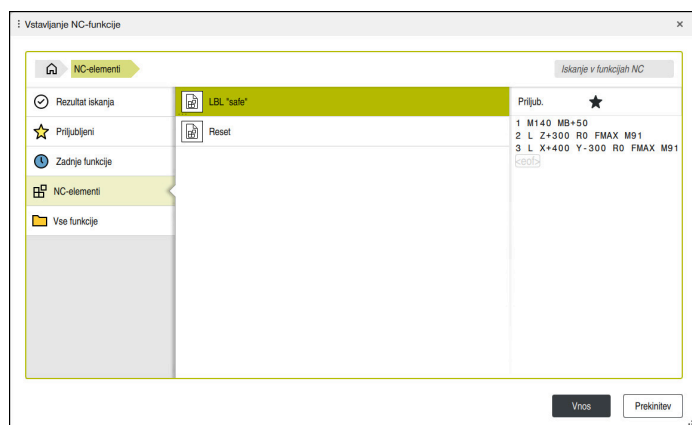 Vstavljanje NC-funkcije
NC-elementi
Iskanje v funkcijah NC
Rezultat iskanja
Priljubljeni
Zadnje funkcije
NC-elementi
Vse funkcije
LBL "safe"
Reset
Priljub.
1 M140 MB+50
2 L Z+300 R0 FMAX M91
3 L X+400 Y-300 R0 FMAX M91
<eof>
Vnos
Prekinitev